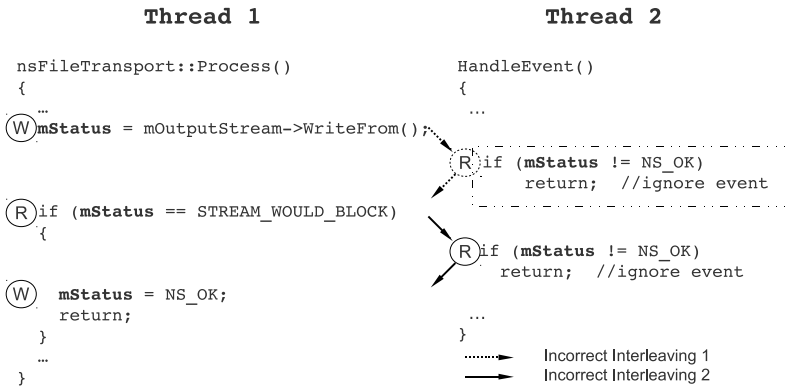 Thread 1
nsFileTransport::Process()
{
…
W mStatus = mOutputStream->WriteFrom();
R if (mStatus == STREAM_WOULD_BLOCK)
{
W mStatus = NS_OK;
return;
}
…
}
Thread 2
HandleEvent()
{
…
R if (mStatus != NS_OK)
return; //ignore event
R if (mStatus != NS_OK)
return; //ignore event
…
}
Incorrect Interleaving 1
Incorrect Interleaving 2